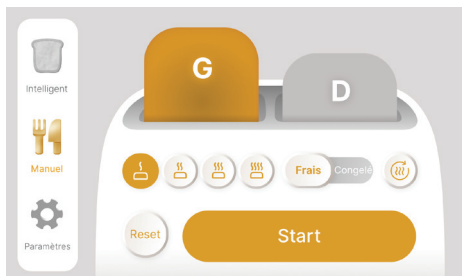 G
D
Intelligent
Manuel
Frais Congelé
Paramètres
Reset
Start